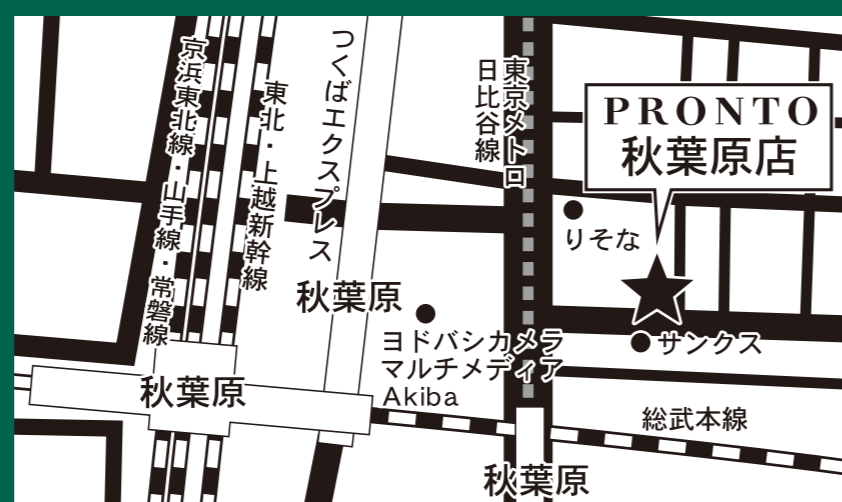 京浜東北線・山手線・常磐線
東北・上越新幹線
つくばエクスプレス
東京メトロ
日比谷線
PRONTO
秋葉原店
りそな
秋葉原
ヨドバシカメラ
マルチメディア
Akiba
サンクス
秋葉原
総武本線
秋葉原